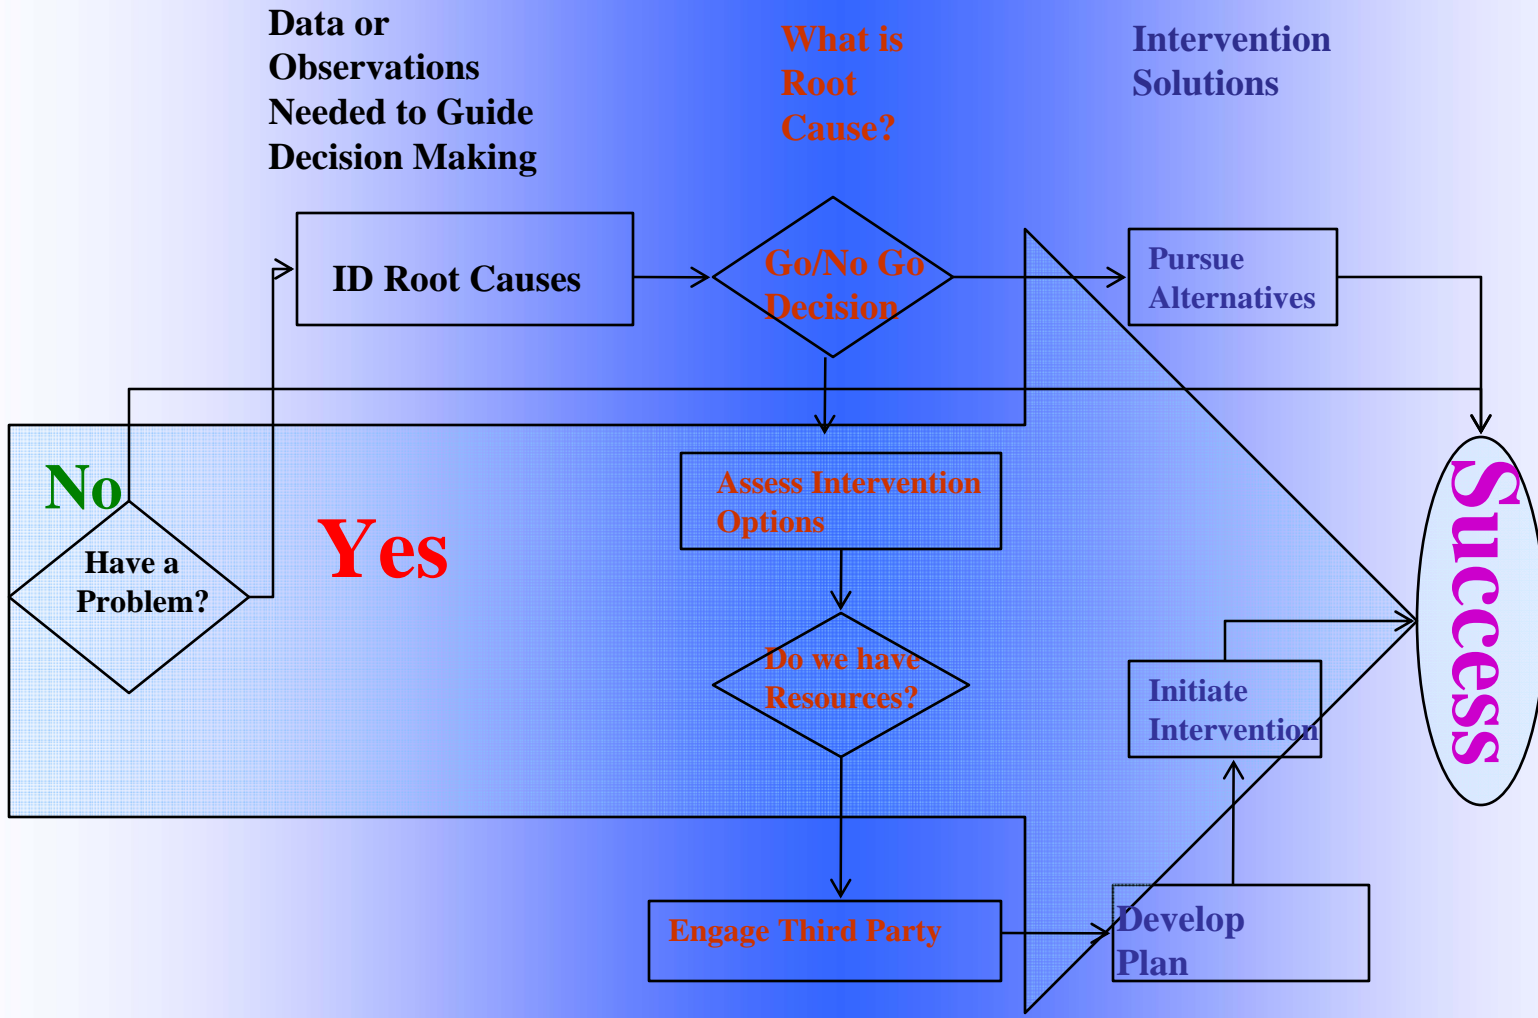 Data or
Observations
Needed to Guide
Decision Making
What is
Root
Cause?
Intervention
Solutions
ID Root Causes
Go/No Go
Decision
Pursue
Alternatives
No
Yes
Have a
Problem?
Assess Intervention
Options
Do we have
Resources?
Initiate
Intervention
Engage Third Party
Develop
Plan
Success